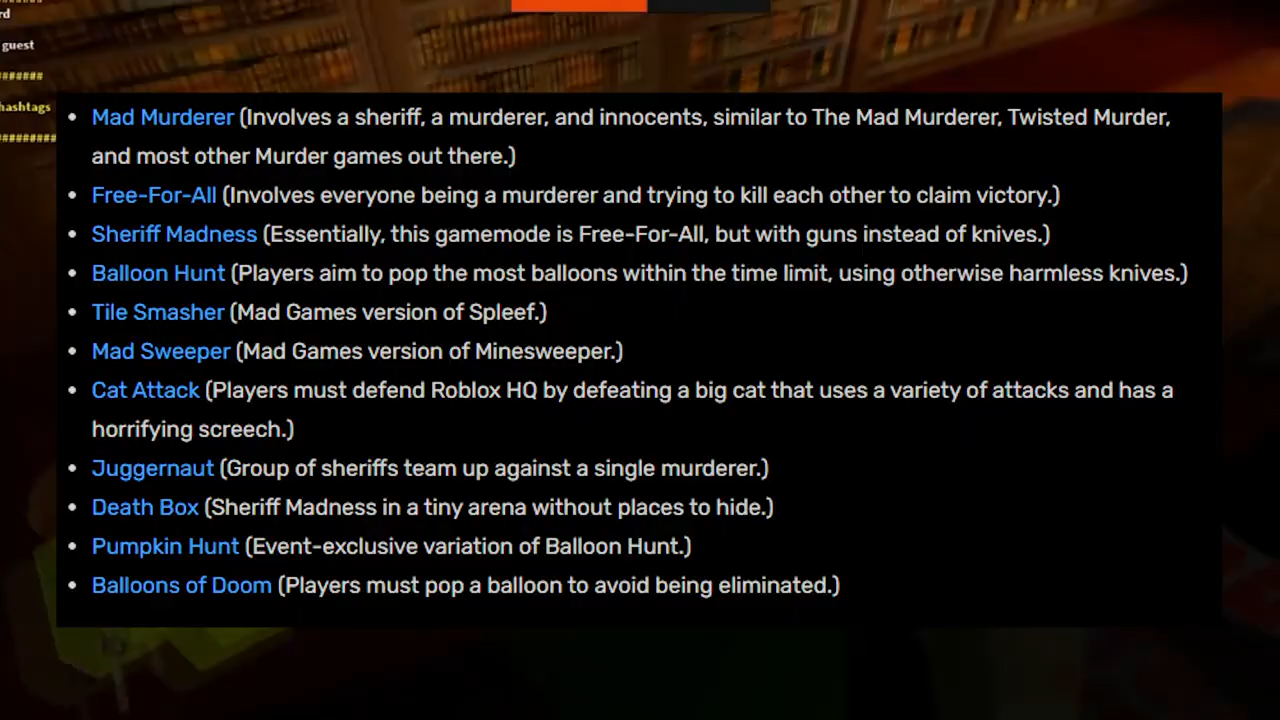 rd
guest
#######
hashtags
#########
• Mad Murderer (Involves a sheriff, a murderer, and innocents, similar to The Mad Murderer, Twisted Murder,
and most other Murder games out there.)
• Free-For-All (Involves everyone being a murderer and trying to kill each other to claim victory.)
• Sheriff Madness (Essentially, this gamemode is Free-For-All, but with guns instead of knives.)
• Balloon Hunt (Players aim to pop the most balloons within the time limit, using otherwise harmless knives.)
• Tile Smasher (Mad Games version of Spleef.)
• Mad Sweeper (Mad Games version of Minesweeper.)
• Cat Attack (Players must defend Roblox HQ by defeating a big cat that uses a variety of attacks and has a
horrifying screech.)
• Juggernaut (Group of sheriffs team up against a single murderer.)
• Death Box (Sheriff Madness in a tiny arena without places to hide.)
• Pumpkin Hunt (Event-exclusive variation of Balloon Hunt.)
• Balloons of Doom (Players must pop a balloon to avoid being eliminated.)